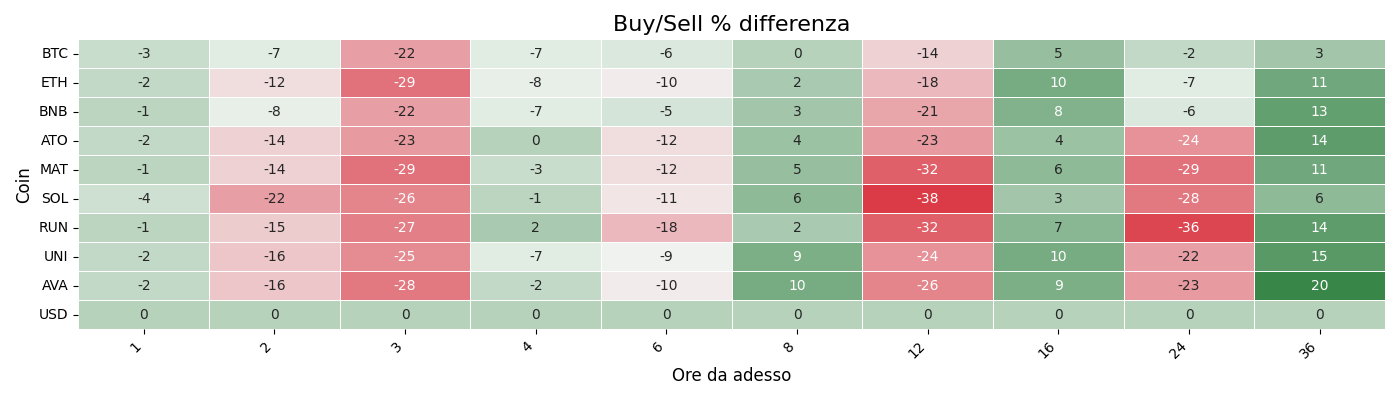 Buy/Sell % differenza
BTC -3 -7 -22 -7 -6 0 -14 5 -2 3
ETH -2 -12 -29 -8 -10 2 -18 10 -7 11
BNB -1 -8 -22 -7 -5 3 -21 8 -6 13
ATO -2 -14 -23 0 -12 4 -23 4 -24 14
MAT -1 -14 -29 -3 -12 5 -32 6 -29 11
SOL -4 -22 -26 -1 -11 6 -38 3 -28 6
RUN -1 -15 -27 2 -18 2 -32 7 -36 14
UNI -2 -16 -25 -7 -9 9 -24 10 -22 15
AVA -2 -16 -28 -2 -10 10 -26 9 -23 20
USD 0 0 0 0 0 0 0 0 0 0
Coin
1 2 3 4 6 8 12 16 24 36
Ore da adesso